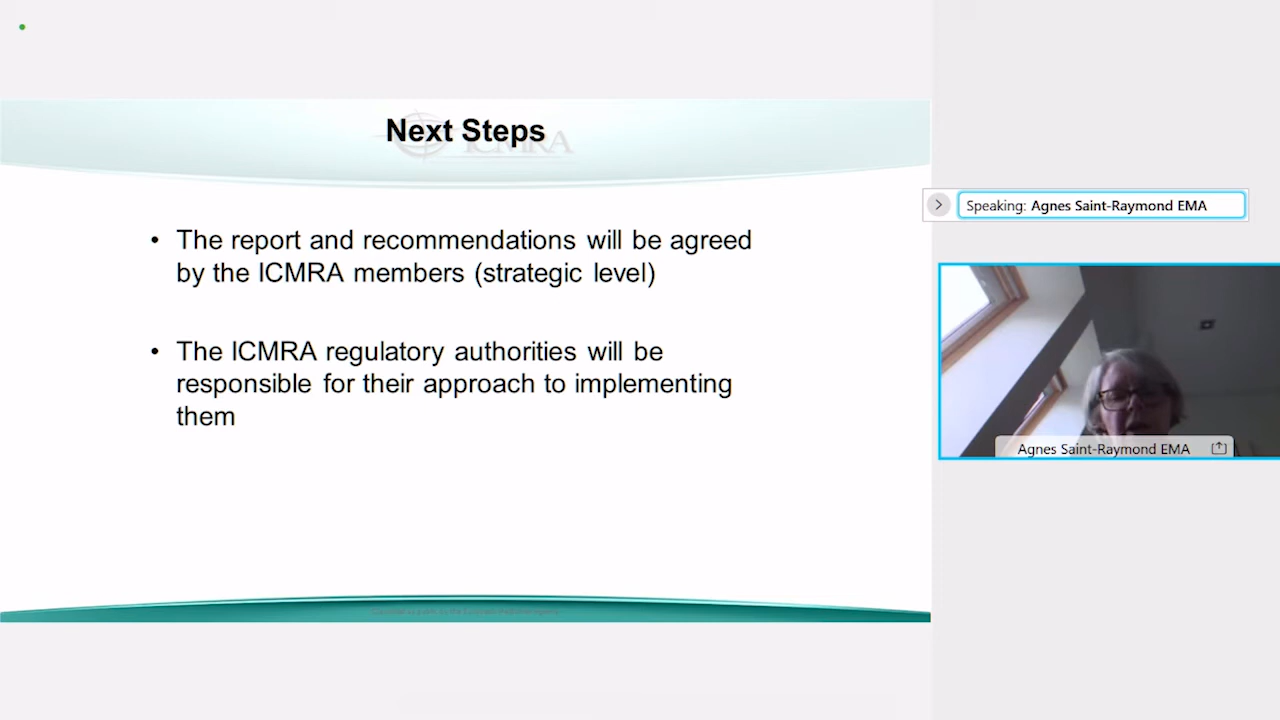 Next Steps
ICMRA
• The report and recommendations will be agreed
by the ICMRA members (strategic level)
• The ICMRA regulatory authorities will be
responsible for their approach to implementing
them
Speaking: Agnes Saint-Raymond EMA
Agnes Saint-Raymond EMA